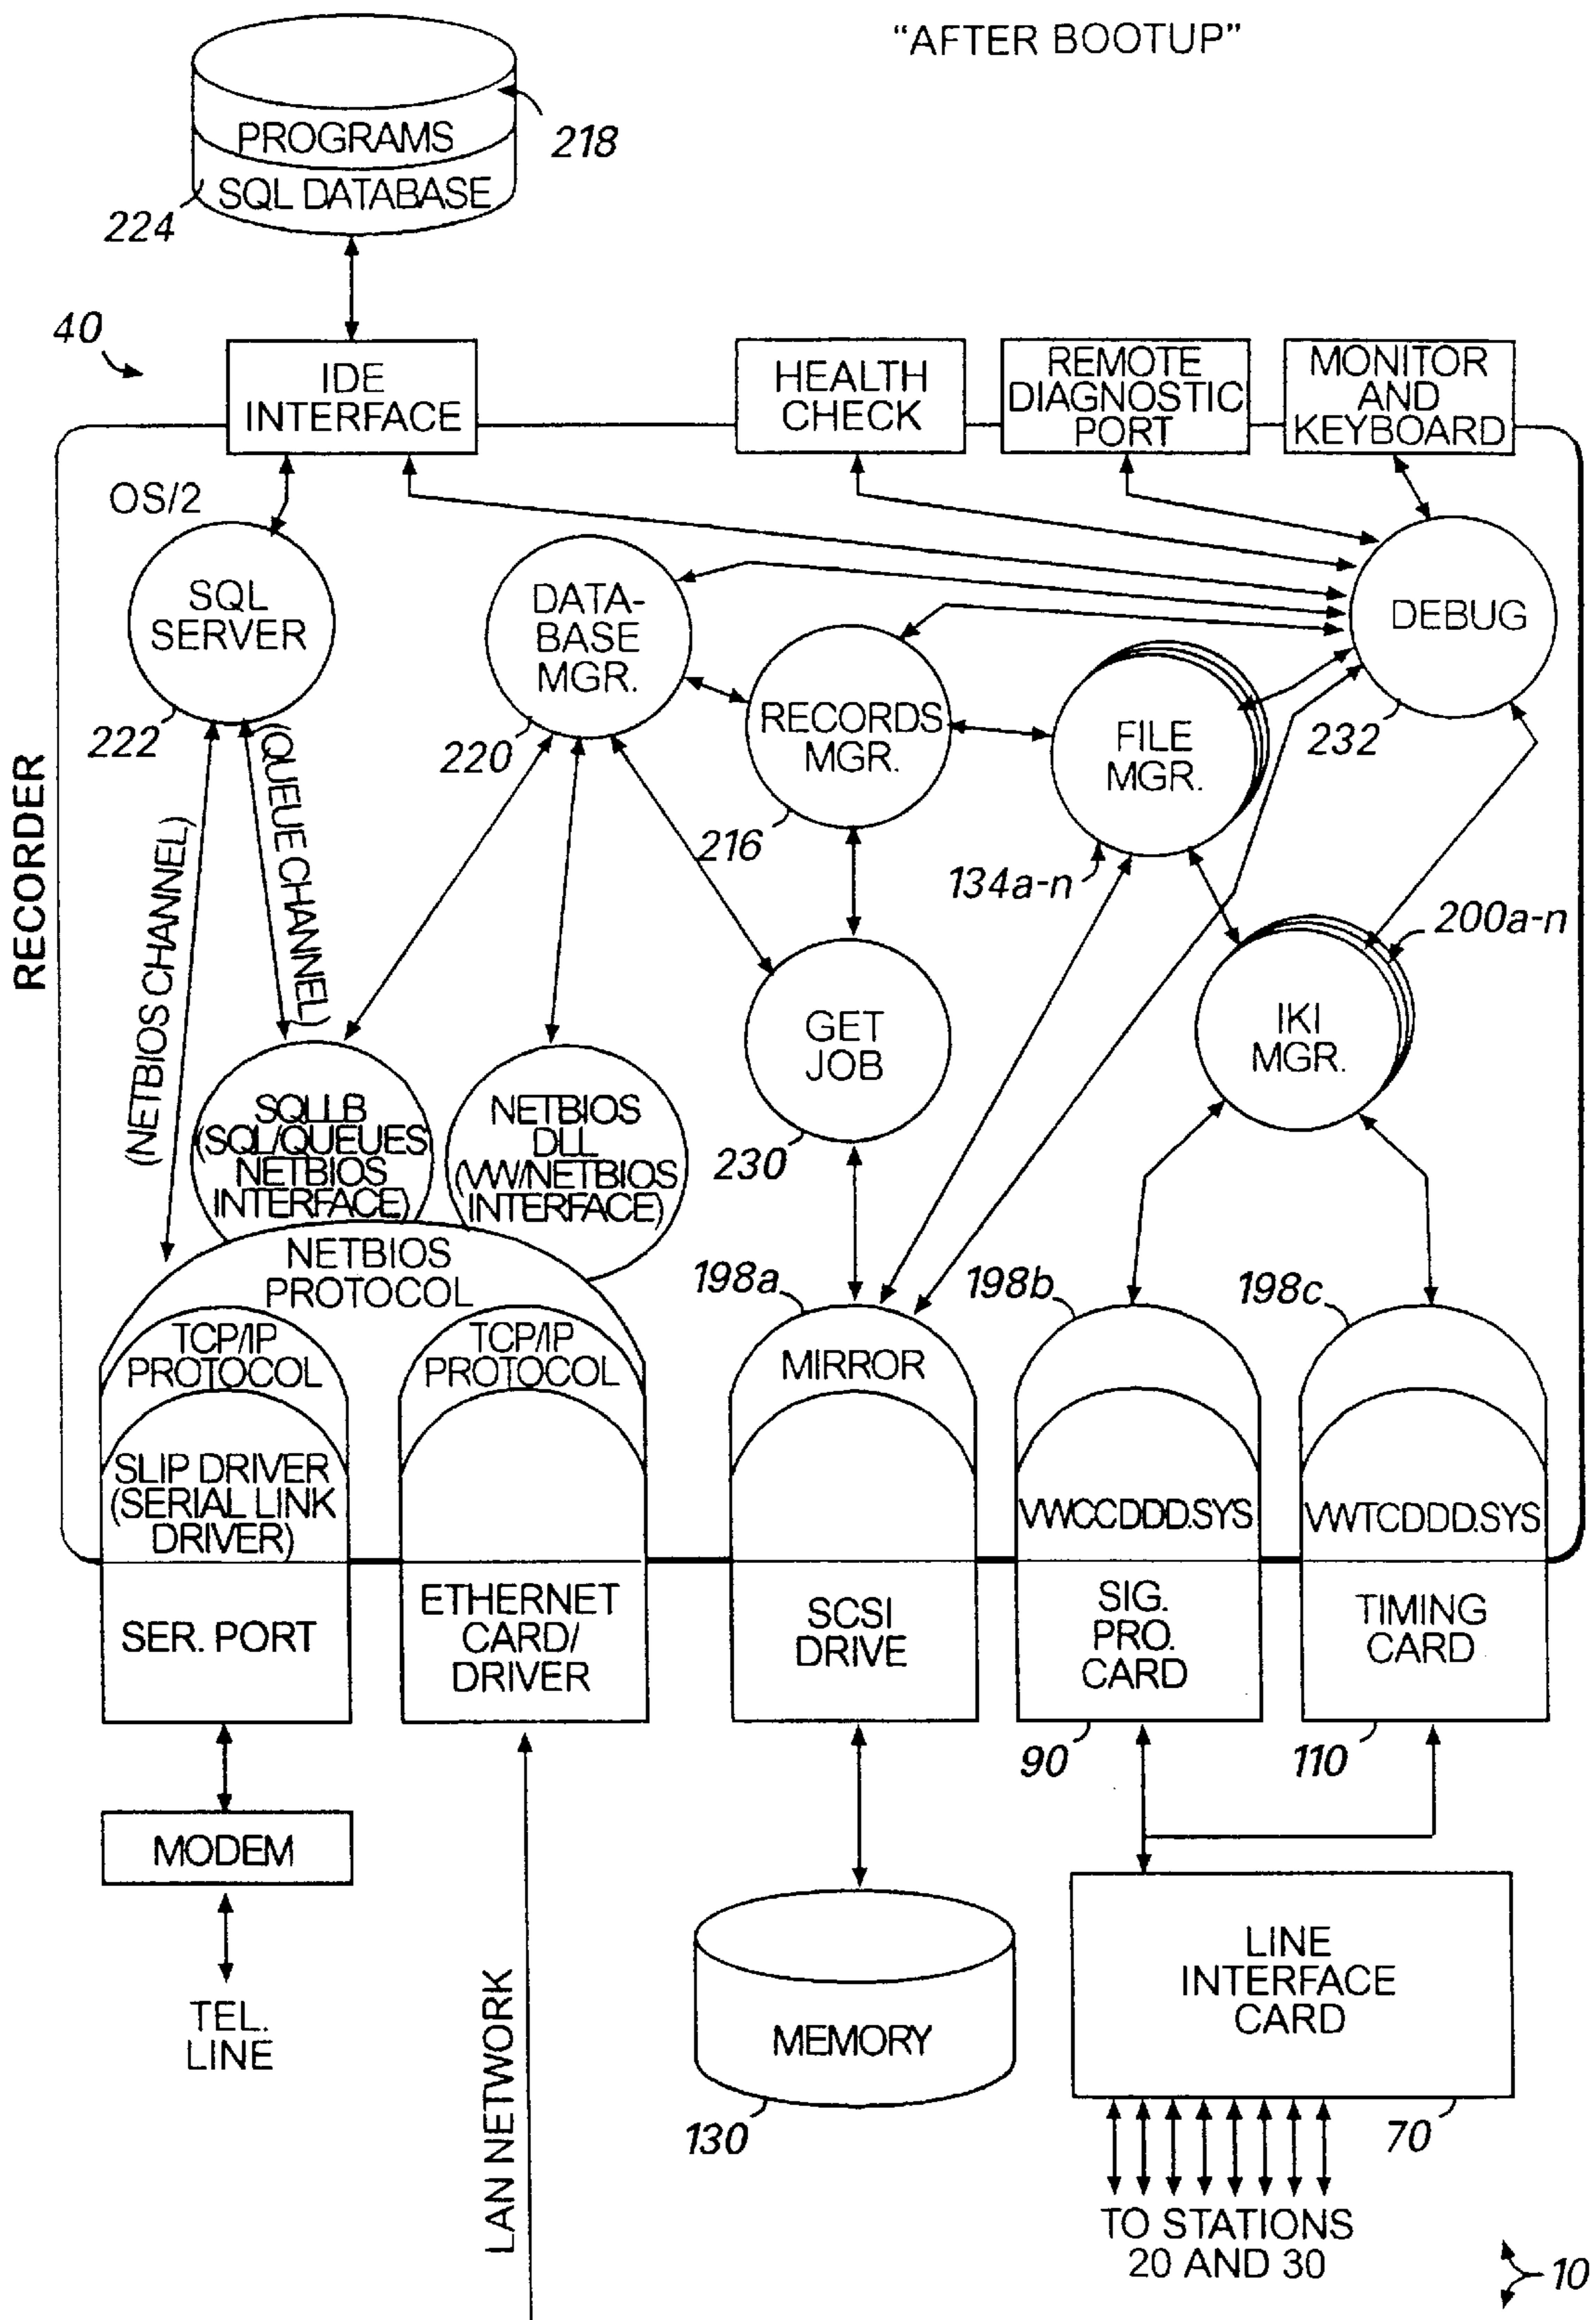 "AFTER BOOTUP"
PROGRAMS
218
SQL DATABASE
224
40
IDE
INTERFACE
HEALTH
CHECK
REMOTE
DIAGNOSTIC
PORT
MONITOR
AND
KEYBOARD
OS/2
SQL
SERVER
222
DATA-
BASE
MGR.
220
RECORDS
MGR.
216
FILE
MGR.
134a-n
DEBUG
232
RECORDER
(NETBIOS CHANNEL)
(QUEUE CHANNEL)
200a-n
IKI
MGR.
GET
JOB
230
SQLLB
(SQL/QUEUES
NETBIOS
INTERFACE)
NETBIOS
DLL
(VW/NETBIOS
INTERFACE)
NETBIOS
PROTOCOL
TCP/IP
PROTOCOL
TCP/IP
PROTOCOL
198a
MIRROR
198b
198c
SLIP DRIVER
(SERIAL LINK
DRIVER)
VWCCDDD.SYS
VWTCDDD.SYS
SER. PORT
ETHERNET
CARD/
DRIVER
SCSI
DRIVE
SIG.
PRO.
CARD
TIMING
CARD
90
110
MODEM
TEL.
LINE
LAN NETWORK
MEMORY
130
LINE
INTERFACE
CARD
70
TO STATIONS
20 AND 30
10